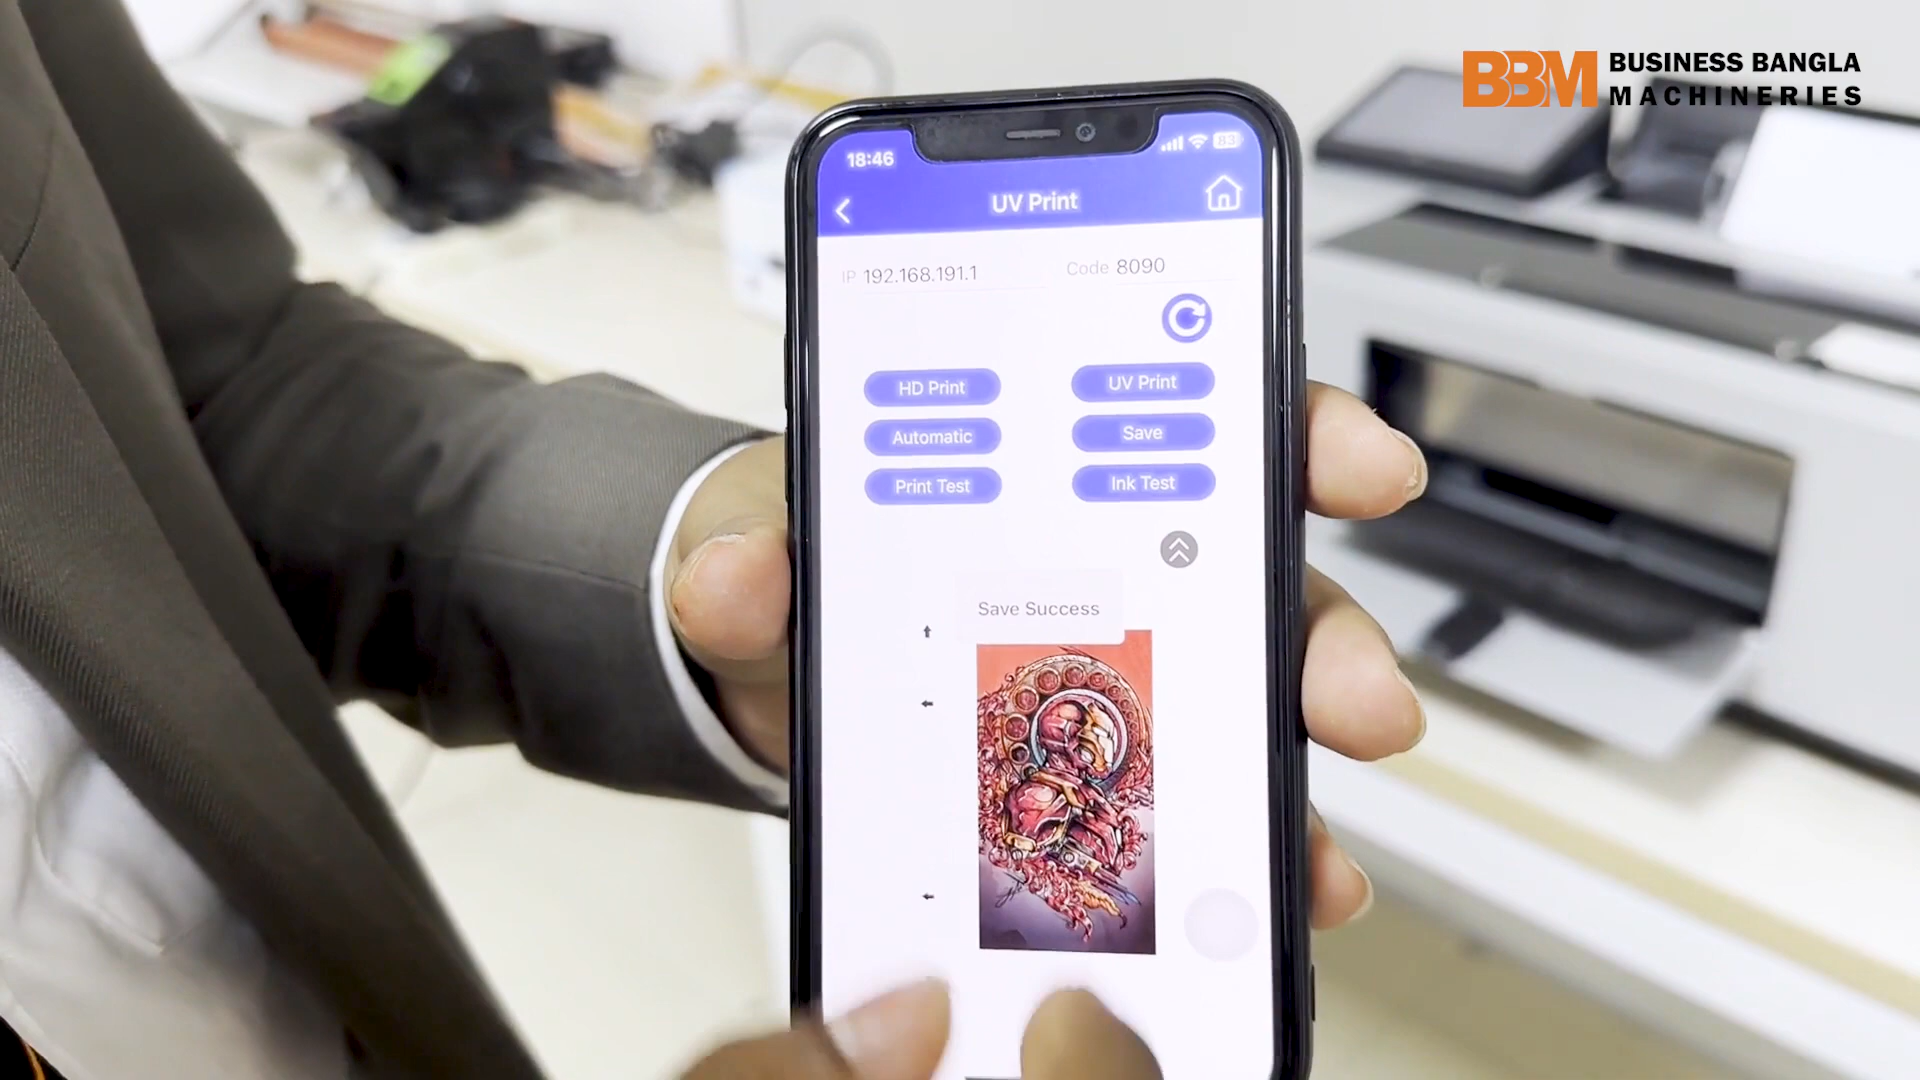 BBM BUSINESS BANGLA
MACHINERIES
18:46
83
UV Print
IP 192.168.191.1
Code 8090
HD Print
UV Print
Automatic
Save
Print Test
Ink Test
Save Success